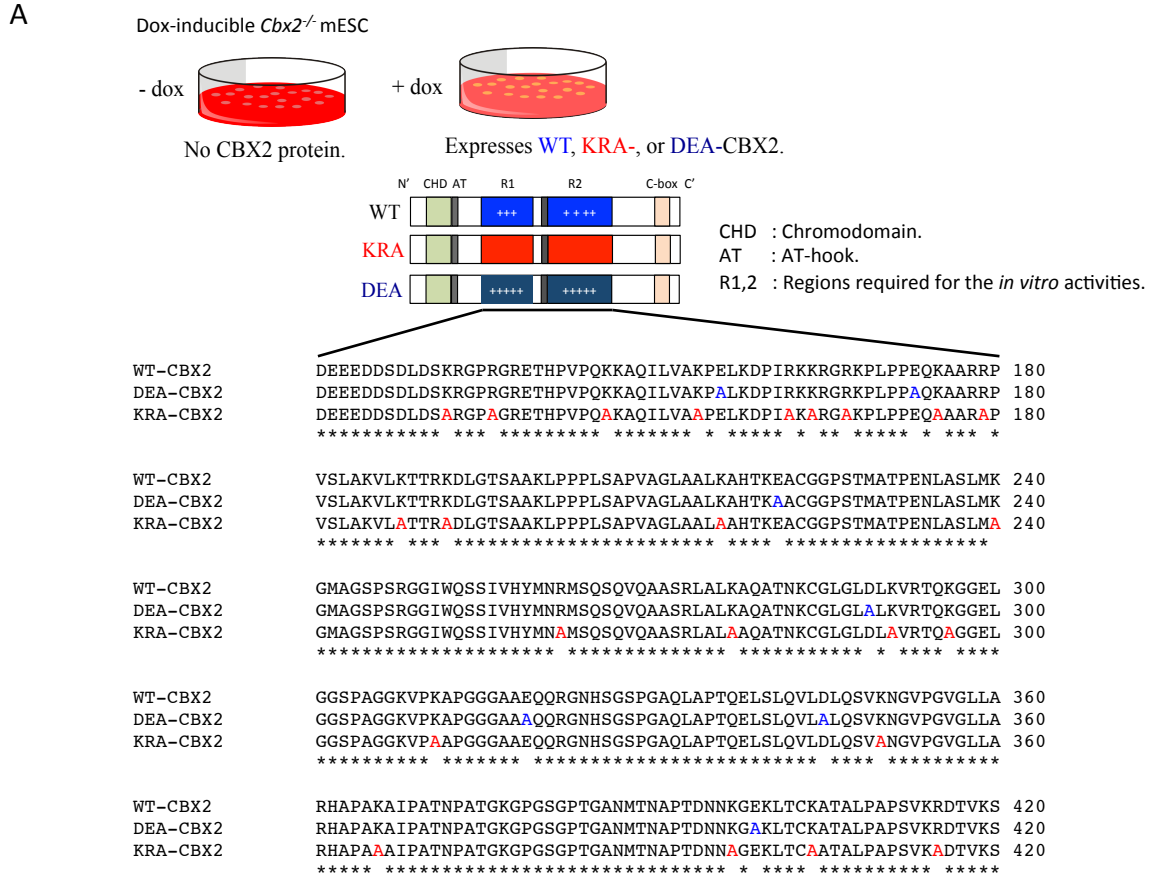 A
Dox-inducible Cbx2-/- mESC
- dox
+ dox
No CBX2 protein.
Expresses WT, KRA-, or DEA-CBX2.
N' CHD AT R1 R2 C-box C'
WT +++ + + ++
KRA
DEA +++++ +++++
CHD : Chromodomain.
AT : AT-hook.
R1,2 : Regions required for the in vitro activities.
WT-CBX2 DEEEDDSDLDSKRGPRGRETHPVPQKKAQILVAKPELKDPIRKKRGRKPLPPEQKAARRP 180
DEA-CBX2 DEEEDDSDLDSKRGPRGRETHPVPQKKAQILVAKPALKDPIRKKRGRKPLPPAQKAARRP 180
KRA-CBX2 DEEEDDSDLDSARGPAGRETHPVPQAKAQILVAAPELKDPIAKARGAKPLPPEQAAARAP 180
*********** *** ********* ******* * ***** * ** ***** * *** *
WT-CBX2 VSLAKVLKTTRKDLGTSAAKLPPPLSAPVAGLAALKAHTKEACGGPSTMATPENLASLMK 240
DEA-CBX2 VSLAKVLKTTRKDLGTSAAKLPPPLSAPVAGLAALKAHTKAACGGPSTMATPENLASLMK 240
KRA-CBX2 VSLAKVLATTRADLGTSAAKLPPPLSAPVAGLAALAAHTKEACGGPSTMATPENLASLMA 240
******* *** *********************** **** ******************
WT-CBX2 GMAGSPSRGGIWQSSIVHYMNRMSQSQVQAASRLALKAQATNKCGLGLDLKVRTQKGGEL 300
DEA-CBX2 GMAGSPSRGGIWQSSIVHYMNRMSQSQVQAASRLALKAQATNKCGLGLALKVRTQKGGEL 300
KRA-CBX2 GMAGSPSRGGIWQSSIVHYMNAMSQSQVQAASRLALAAQATNKCGLGLDLAVRTQAGGEL 300
********************* ************** *********** * **** ****
WT-CBX2 GGSPAGGKVPKAPGGGAAEQQRGNHSGSPGAQLAPTQELSLQVLDLQSVKNGVPGVGLLA 360
DEA-CBX2 GGSPAGGKVPKAPGGGAAAQQRGNHSGSPGAQLAPTQELSLQVLALQSVKNGVPGVGLLA 360
KRA-CBX2 GGSPAGGKVPAAPGGGAAEQQRGNHSGSPGAQLAPTQELSLQVLDLQSVANGVPGVGLLA 360
********** ******* ************************* **** **********
WT-CBX2 RHAPAKAIPATNPATGKGPGSGPTGANMTNAPTDNNKGEKLTCKATALPAPSVKRDTVKS 420
DEA-CBX2 RHAPAKAIPATNPATGKGPGSGPTGANMTNAPTDNNKGAKLTCKATALPAPSVKRDTVKS 420
KRA-CBX2 RHAPAAAIPATNPATGKGPGSGPTGANMTNAPTDNNAGEKLTCAATALPAPSVKADTVKS 420
***** ****************************** * **** ********** *****